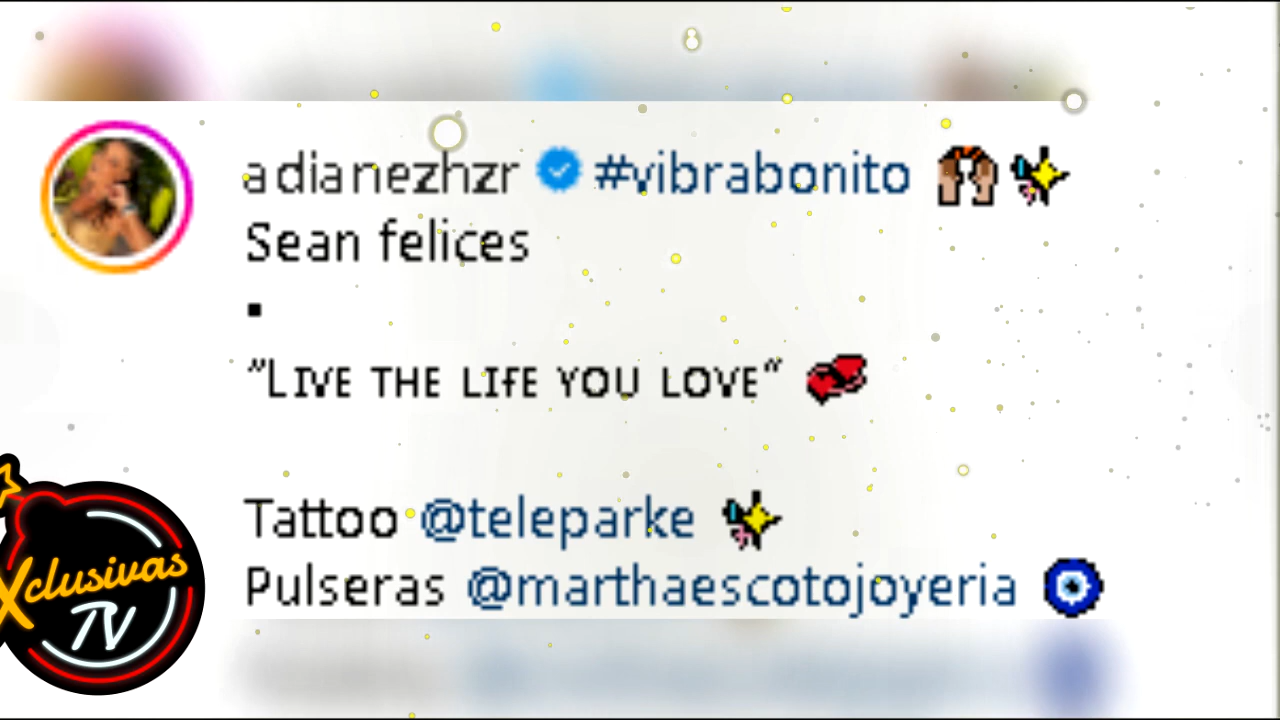 adianezhzr #vibrabonito 🙌🏽✨
Sean felices
▪
”Live the life you love“ 💞
Tattoo @teleparke ✨
Pulseras @marthaescotojoyeria 🧿
Xclusivas
TV